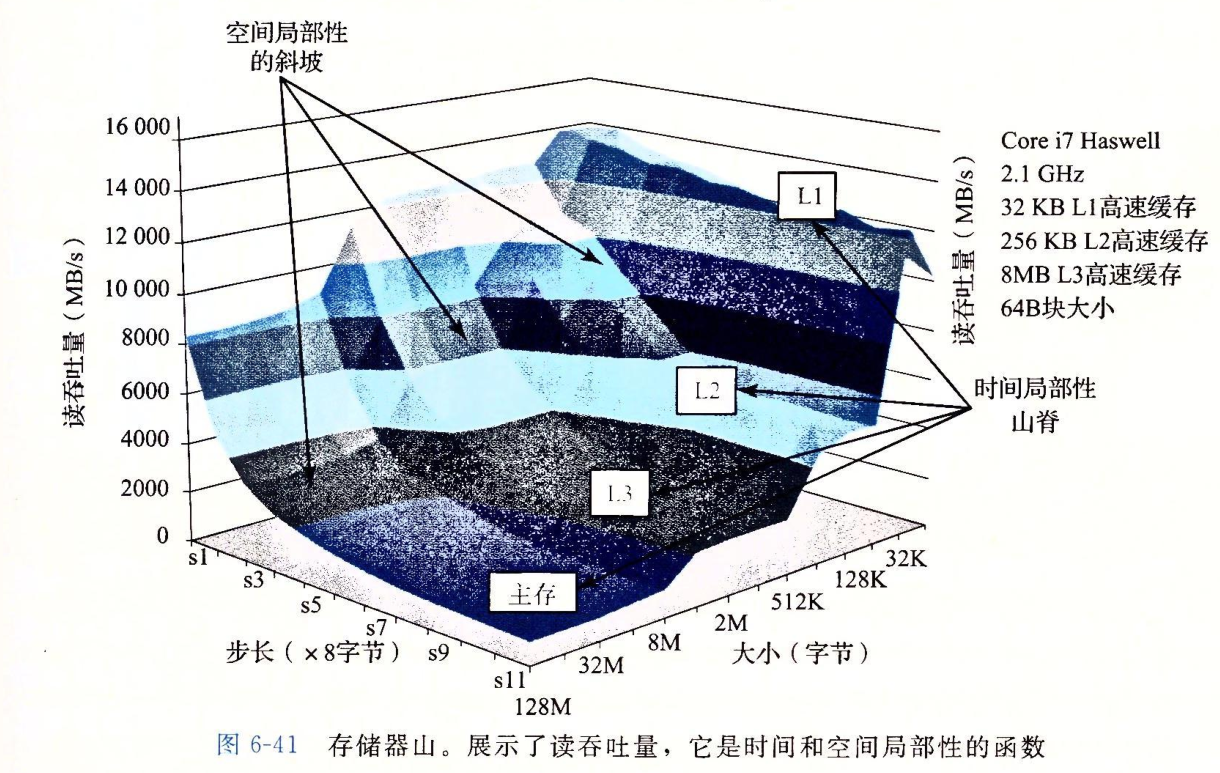 空间局部性
的斜坡
16 000
14 000
12 000
10 000
8000
6000
4000
2000
0
读吞吐量（MB/s）
L1
L2
L3
主存
读吞吐量（MB/s）
Core i7 Haswell
2.1 GHz
32 KB L1高速缓存
256 KB L2高速缓存
8MB L3高速缓存
64B块大小
时间局部性
山脊
s1
s3
s5
s7
s9
s11
步长（×8字节）
128M
32M
8M
2M
512K
128K
32K
大小（字节）
图 6-41 存储器山。展示了读吞吐量，它是时间和空间局部性的函数